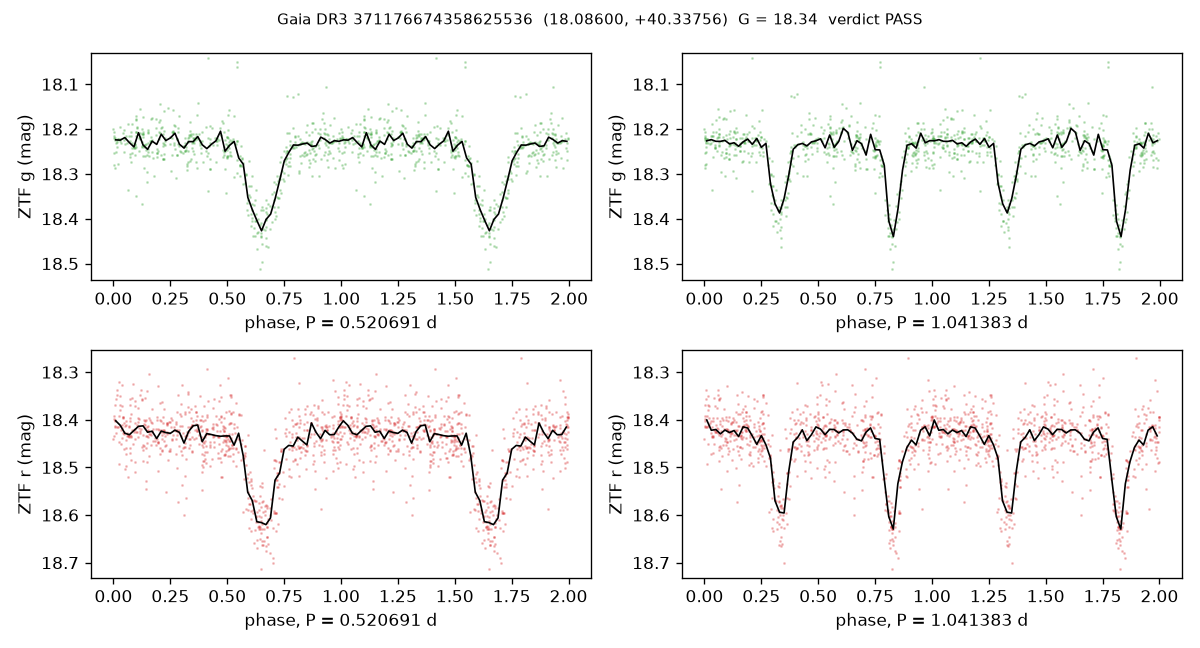 Gaia DR3 371176674358625536 (18.08600, +40.33756) G = 18.34 verdict PASS
ZTF g (mag)
18.1
18.2
18.3
18.4
18.5
0.00 0.25 0.50 0.75 1.00 1.25 1.50 1.75 2.00
phase, P = 0.520691 d
ZTF g (mag)
18.1
18.2
18.3
18.4
18.5
0.00 0.25 0.50 0.75 1.00 1.25 1.50 1.75 2.00
phase, P = 1.041383 d
ZTF r (mag)
18.3
18.4
18.5
18.6
18.7
0.00 0.25 0.50 0.75 1.00 1.25 1.50 1.75 2.00
phase, P = 0.520691 d
ZTF r (mag)
18.3
18.4
18.5
18.6
18.7
0.00 0.25 0.50 0.75 1.00 1.25 1.50 1.75 2.00
phase, P = 1.041383 d